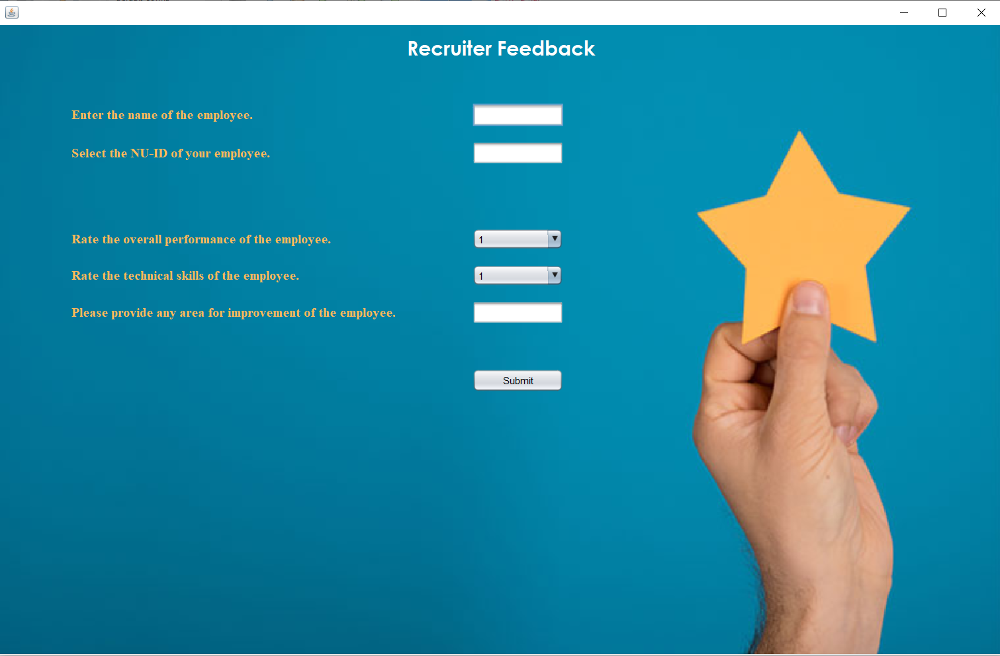 Recruiter Feedback
Enter the name of the employee.
Select the NU-ID of your employee.
Rate the overall performance of the employee.
1
Rate the technical skills of the employee.
1
Please provide any area for improvement of the employee.
Submit